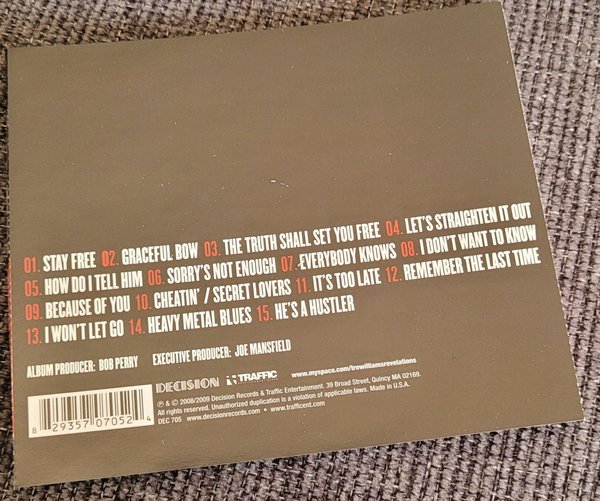 01. STAY FREE 02. GRACEFUL BOW 03. THE TRUTH SHALL SET YOU FREE 04. LET'S STRAIGHTEN IT OUT
05. HOW DO I TELL HIM 06. SORRY'S NOT ENOUGH 07. EVERYBODY KNOWS 08. I DON'T WANT TO KNOW
09. BECAUSE OF YOU 10. CHEATIN' / SECRET LOVERS 11. IT'S TOO LATE 12. REMEMBER THE LAST TIME
13. I WON'T LET GO 14. HEAVY METAL BLUES 15. HE'S A HUSTLER
ALBUM PRODUCER: BOB PERRY EXECUTIVE PRODUCER: JOE MANSFIELD
DECISION TRAFFIC www.myspace.com/trewilliamsrevelations
℗ & © 2008/2009 Decision Records & Traffic Entertainment. 39 Broad Street, Quincy MA 02169.
All rights reserved. Unauthorized duplication is a violation of applicable laws. Made in U.S.A.
DEC 705 www.decisionrecords.com • www.trafficent.com
8 29357 07052 4